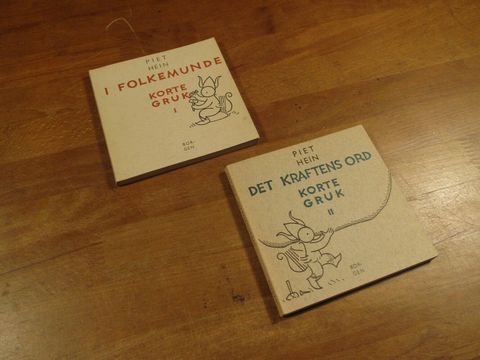 PIET
HEIN
I FOLKEMUNDE
KORTE
GRUK
I
BOR-
GEN
PIET
HEIN
DET KRAFTENS ORD
KORTE
GRUK
II
BOR-
GEN